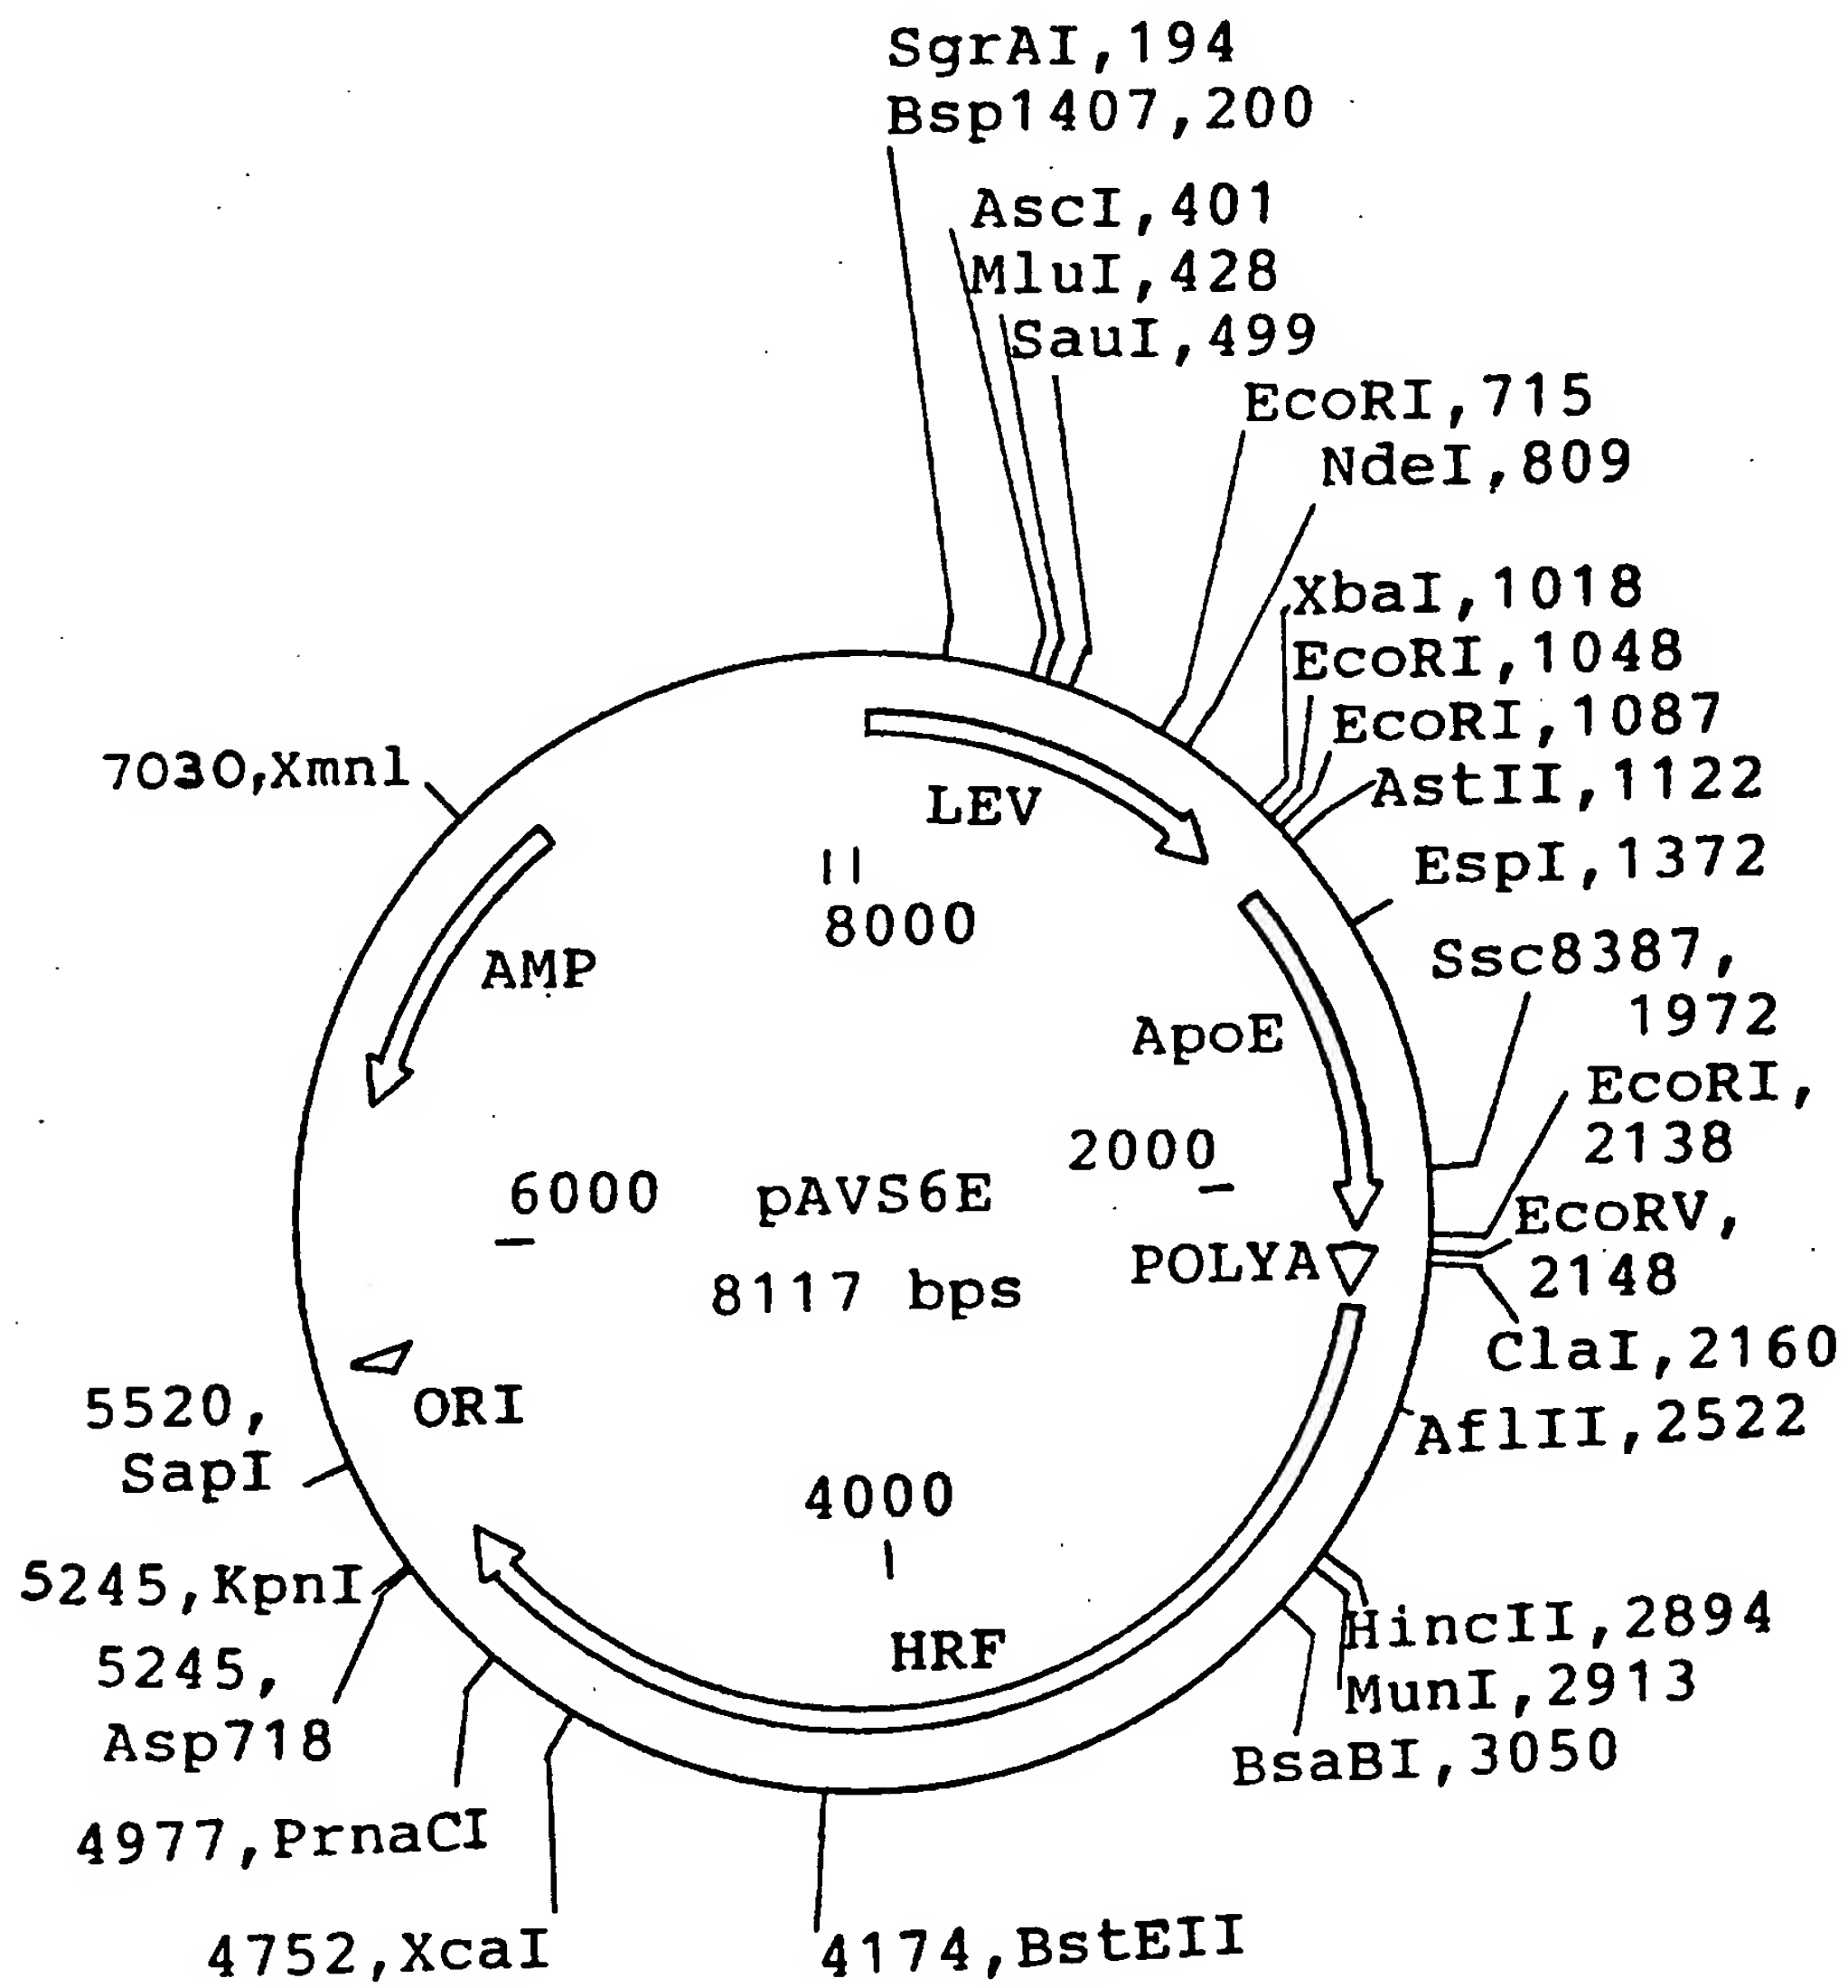 SgrAI,194
Bsp1407,200
AscI,401
MluI,428
SauI,499
EcoRI,715
NdeI,809
XbaI,1018
EcoRI,1048
EcoRI,1087
AstII,1122
EspI,1372
Ssc8387,
1972
EcoRI,
2138
EcoRV,
2148
ClaI,2160
AflII,2522
HincII,2894
MunI,2913
BsaBI,3050
4174,BstEII
4752,XcaI
4977,PrnaCI
5245,
Asp718
5245,KpnI
5520,
SapI
7030,Xmnl
LEV
8000
AMP
ApoE
2000
6000
pAVS6E
8117 bps
POLYA
ORI
4000
HRF